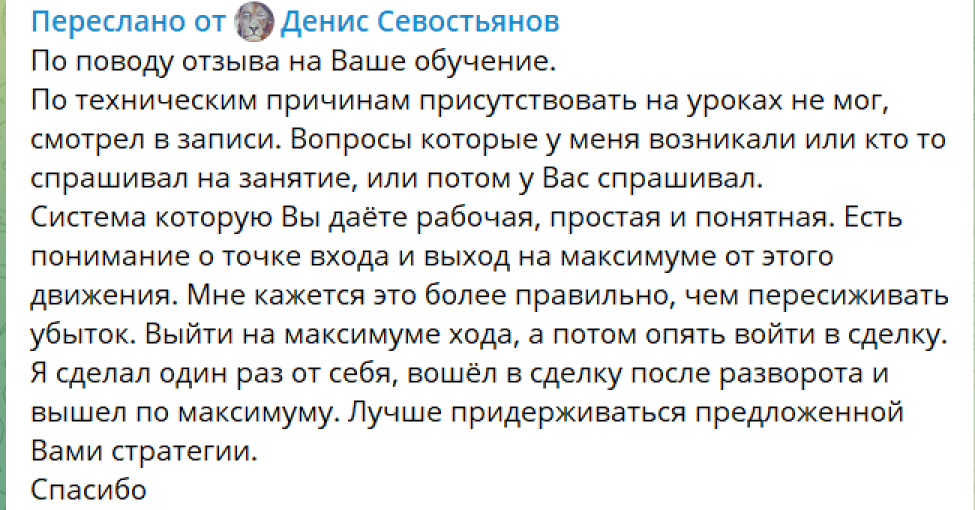 Переслано от Денис Севостьянов
По поводу отзыва на Ваше обучение.
По техническим причинам присутствовать на уроках не мог,
смотрел в записи. Вопросы которые у меня возникали или кто то
спрашивал на занятие, или потом у Вас спрашивал.
Система которую Вы даёте рабочая, простая и понятная. Есть
понимание о точке входа и выход на максимуме от этого
движения. Мне кажется это более правильно, чем пересиживать
убыток. Выйти на максимуме хода, а потом опять войти в сделку.
Я сделал один раз от себя, вошёл в сделку после разворота и
вышел по максимуму. Лучше придерживаться предложенной
Вами стратегии.
Спасибо